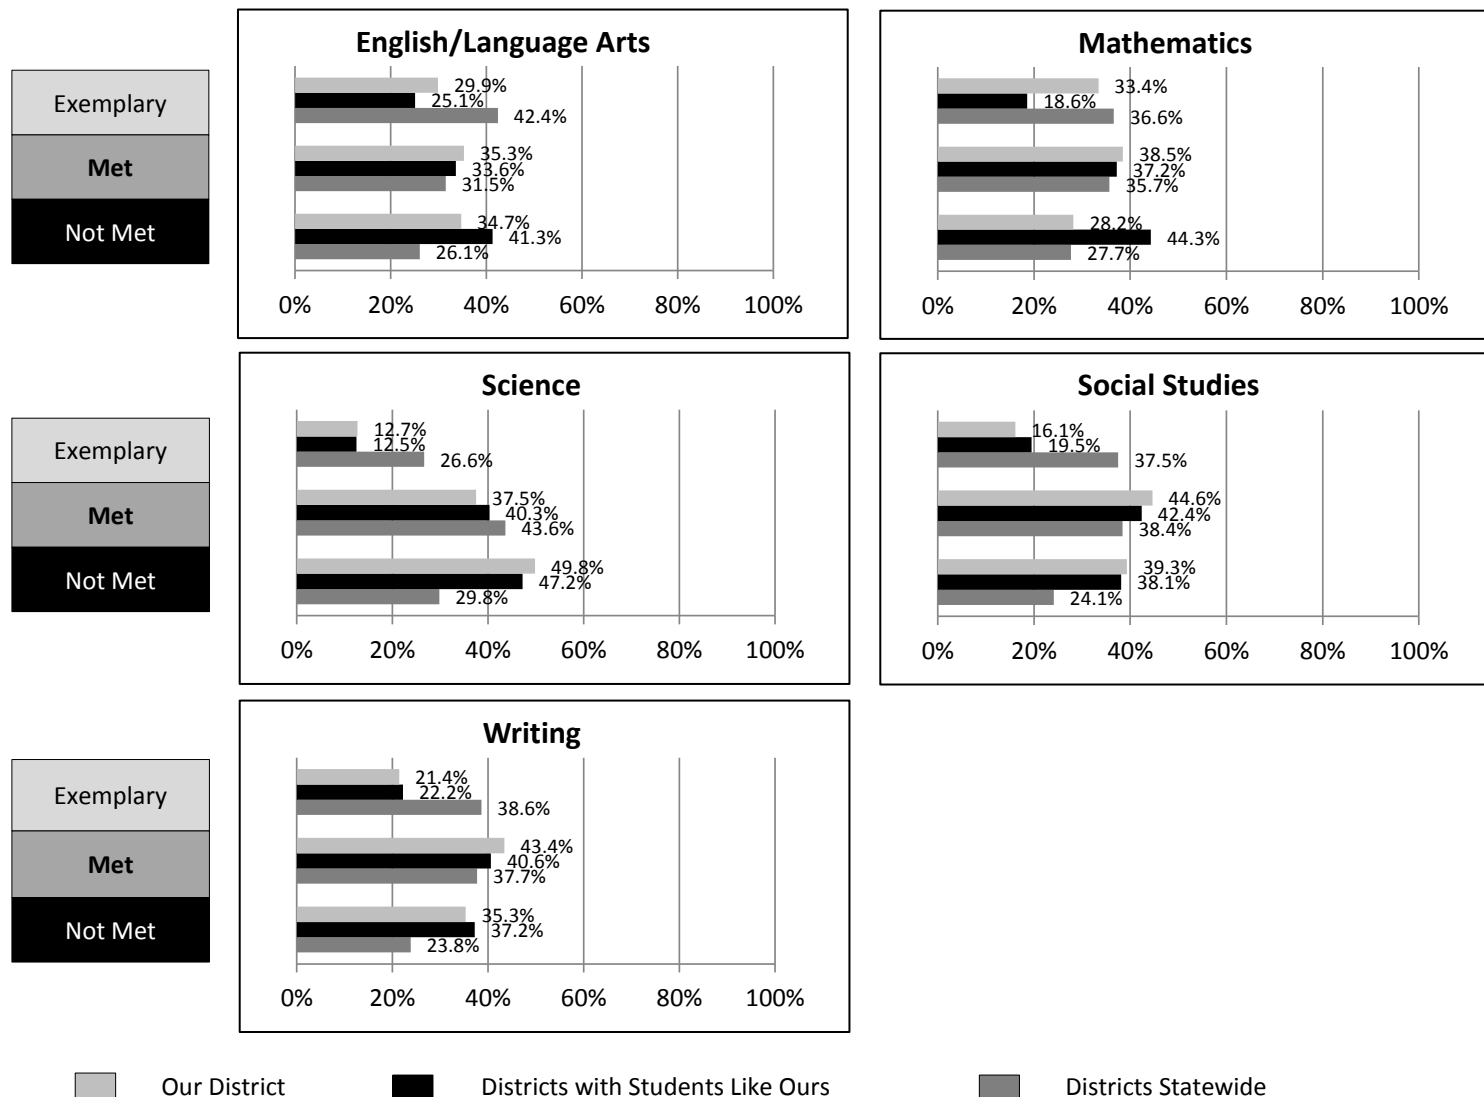 English/Language Arts
Exemplary
Met
Not Met
29.9%
25.1%
42.4%
35.3%
33.6%
31.5%
34.7%
41.3%
26.1%
0% 20% 40% 60% 80% 100%
Mathematics
33.4%
18.6%
36.6%
38.5%
37.2%
35.7%
28.2%
44.3%
27.7%
0% 20% 40% 60% 80% 100%
Science
Exemplary
Met
Not Met
12.7%
12.5%
26.6%
37.5%
40.3%
43.6%
49.8%
47.2%
29.8%
0% 20% 40% 60% 80% 100%
Social Studies
16.1%
19.5%
37.5%
44.6%
42.4%
38.4%
39.3%
38.1%
24.1%
0% 20% 40% 60% 80% 100%
Writing
Exemplary
Met
Not Met
21.4%
22.2%
38.6%
43.4%
40.6%
37.7%
35.3%
37.2%
23.8%
0% 20% 40% 60% 80% 100%
Our District Districts with Students Like Ours Districts Statewide